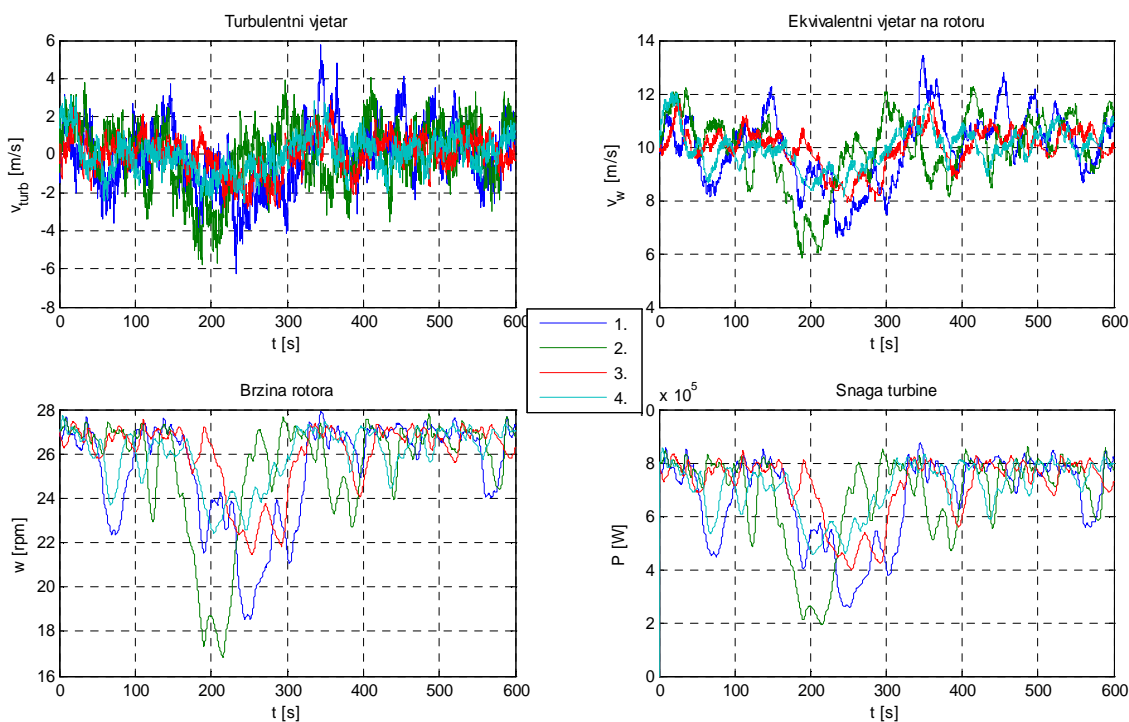 Turbulentni vjetar
6
4
2
0
-2
-4
-6
-8
v_turb [m/s]
0 100 200 300 400 500 600
t [s]
Ekvivalentni vjetar na rotoru
14
12
10
8
6
4
v_w [m/s]
0 100 200 300 400 500 600
t [s]
1.
2.
3.
4.
Brzina rotora
28
26
24
22
20
18
16
w [rpm]
0 100 200 300 400 500 600
t [s]
Snaga turbine
x 10^5
0
8
6
4
2
0
P [W]
0 100 200 300 400 500 600
t [s]